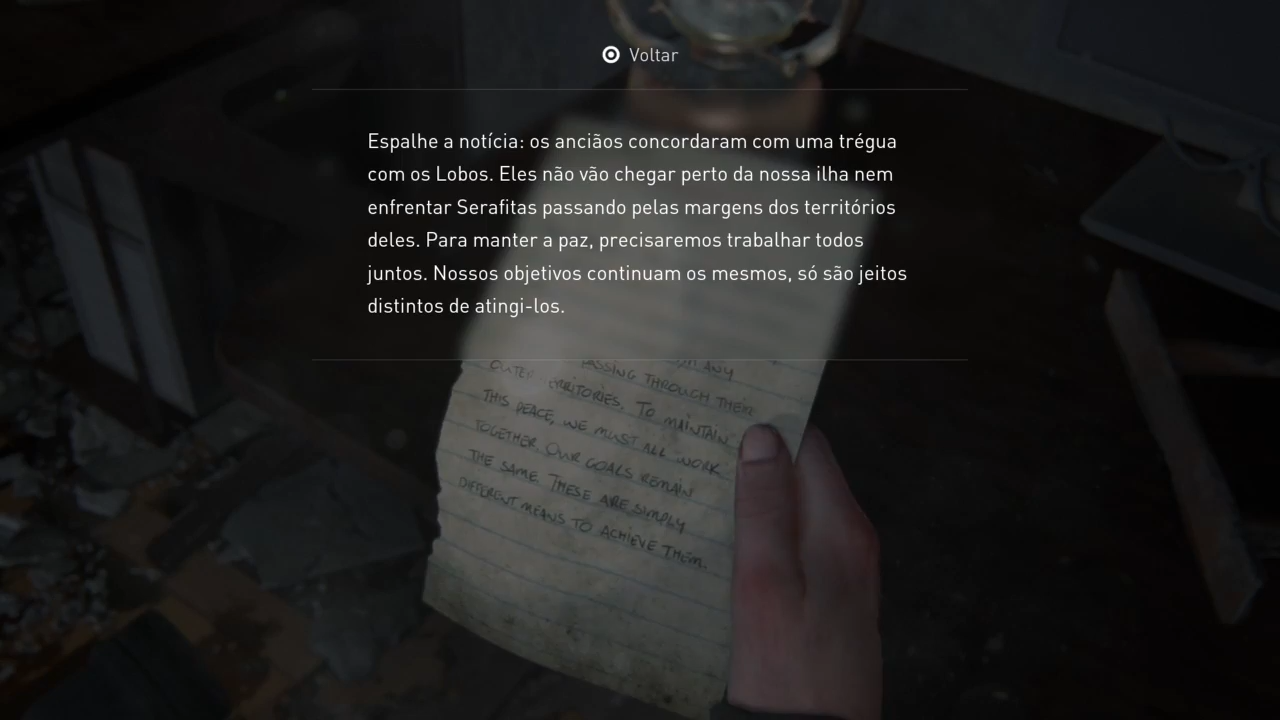 Voltar
Espalhe a notícia: os anciãos concordaram com uma trégua
com os Lobos. Eles não vão chegar perto da nossa ilha nem
enfrentar Serafitas passando pelas margens dos territórios
deles. Para manter a paz, precisaremos trabalhar todos
juntos. Nossos objetivos continuam os mesmos, só são jeitos
distintos de atingi-los.
ANY
PASSING THROUGH THEIR
OUTER TERRITORIES. TO MAINTAIN
THIS PEACE, WE MUST ALL WORK
TOGETHER. OUR GOALS REMAIN
THE SAME. THESE ARE SIMPLY
DIFFERENT MEANS TO ACHIEVE THEM.